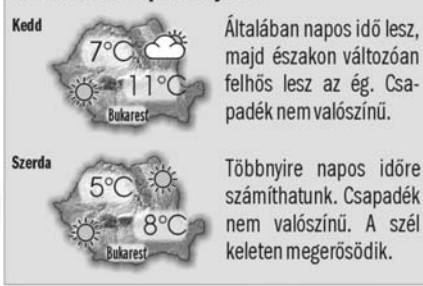 Kedd
7°C
11°C
Bukarest
Általában napos idő lesz,
majd északon változóan
felhős lesz az ég. Csa-
padék nem valószínű.
Szerda
5°C
8°C
Bukarest
Többnyire napos időre
számíthatunk. Csapadék
nem valószínű. A szél
keleten megerősödik.